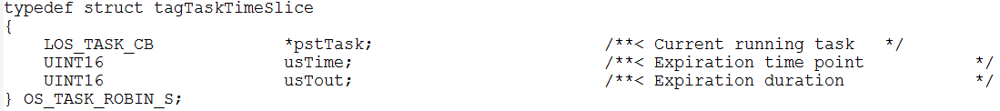 typedef struct tagTaskTimeSlice
{
    LOS_TASK_CB             *pstTask;                       /**< Current running task   */
    UINT16                  usTime;                         /**< Expiration time point           */
    UINT16                  usTout;                         /**< Expiration duration             */
} OS_TASK_ROBIN_S;